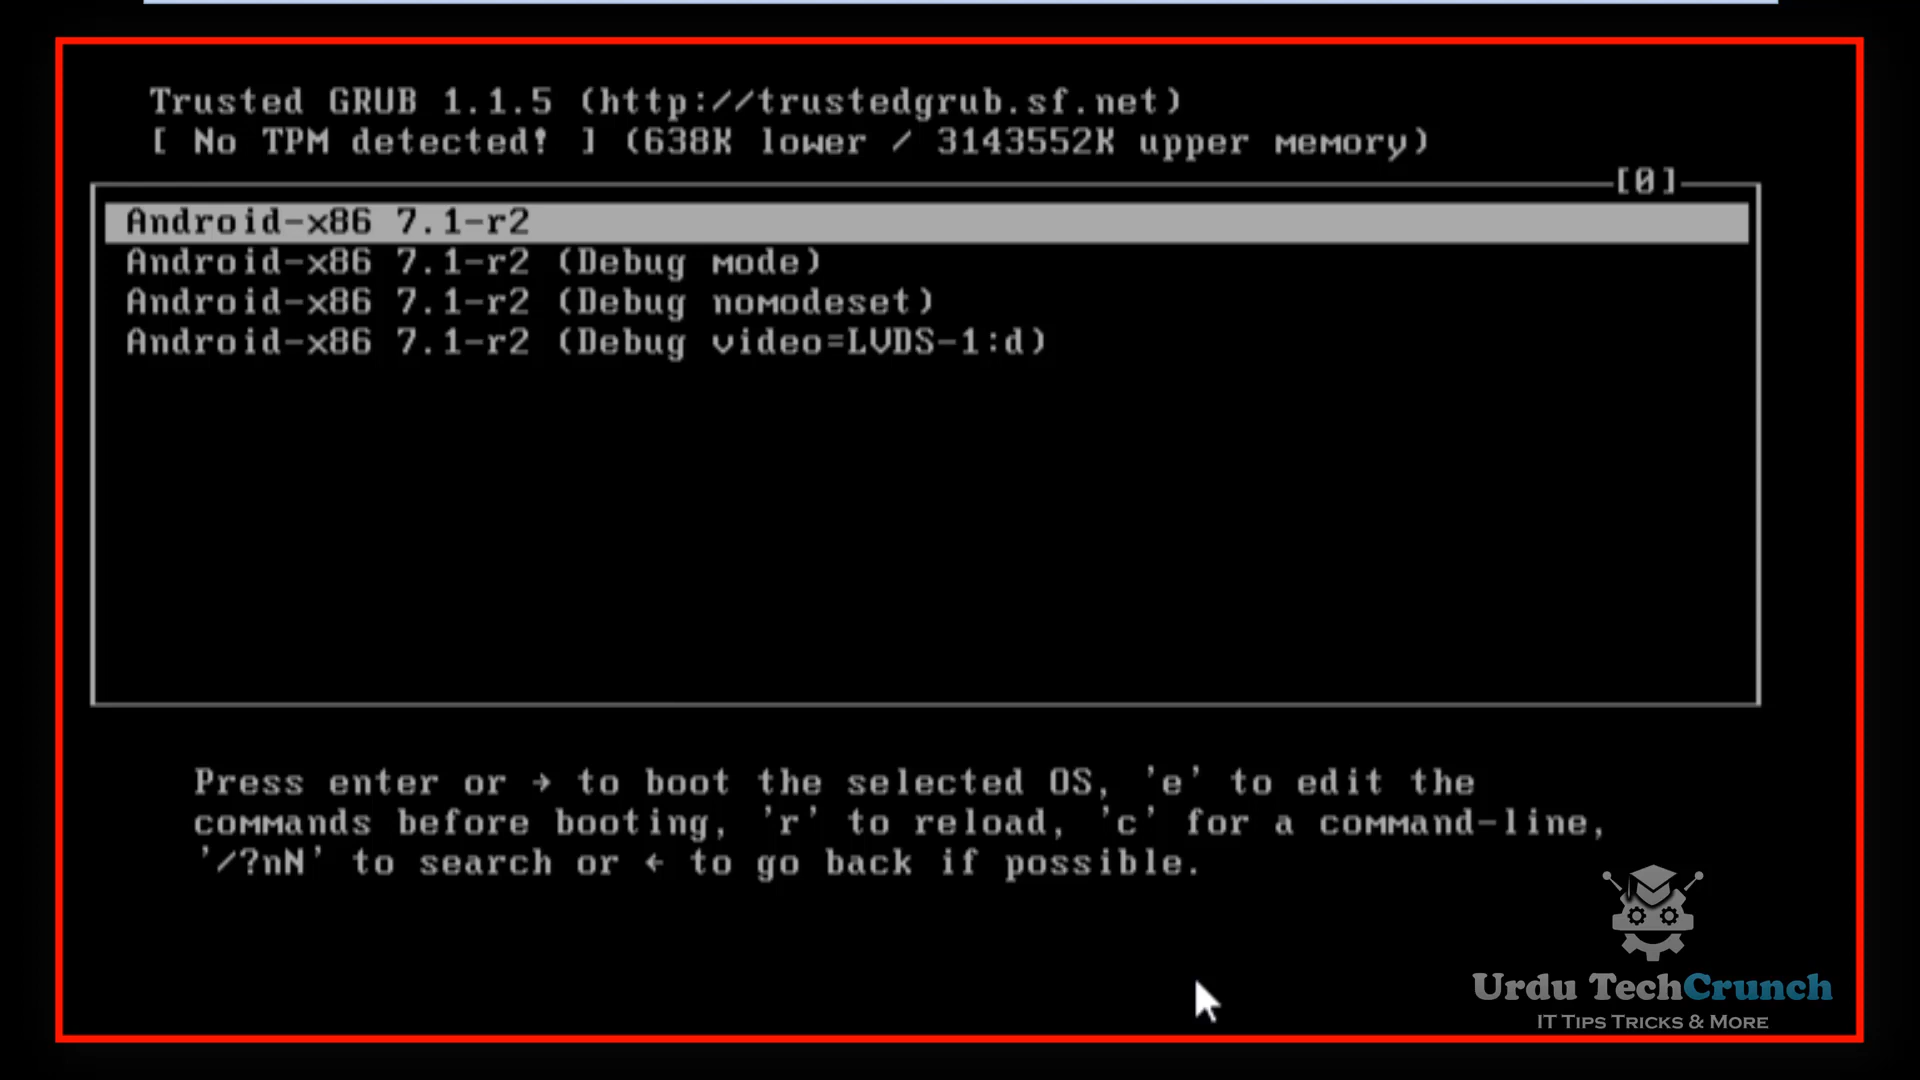 Trusted GRUB 1.1.5 (http://trustedgrub.sf.net)
[ No TPM detected! ] (638K lower / 3143552K upper memory)
[0]
Android-x86 7.1-r2
Android-x86 7.1-r2 (Debug mode)
Android-x86 7.1-r2 (Debug nomodeset)
Android-x86 7.1-r2 (Debug video=LVDS-1:d)
Press enter or → to boot the selected OS, 'e' to edit the
commands before booting, 'r' to reload, 'c' for a command-line,
'/?nN' to search or ← to go back if possible.
Urdu TechCrunch
IT Tips Tricks & More